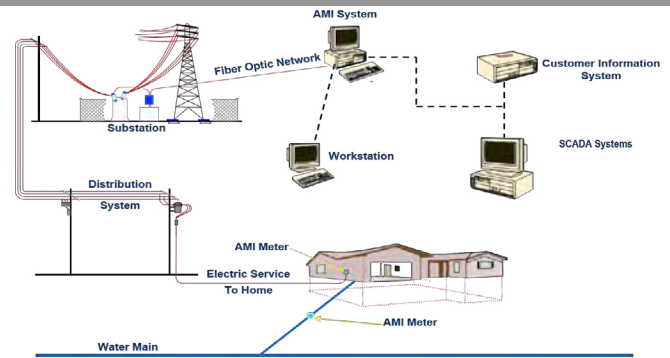 AMI System
Fiber Optic Network
Customer Information
System
Substation
Workstation
SCADA Systems
Distribution
System
AMI Meter
Electric Service
To Home
AMI Meter
Water Main